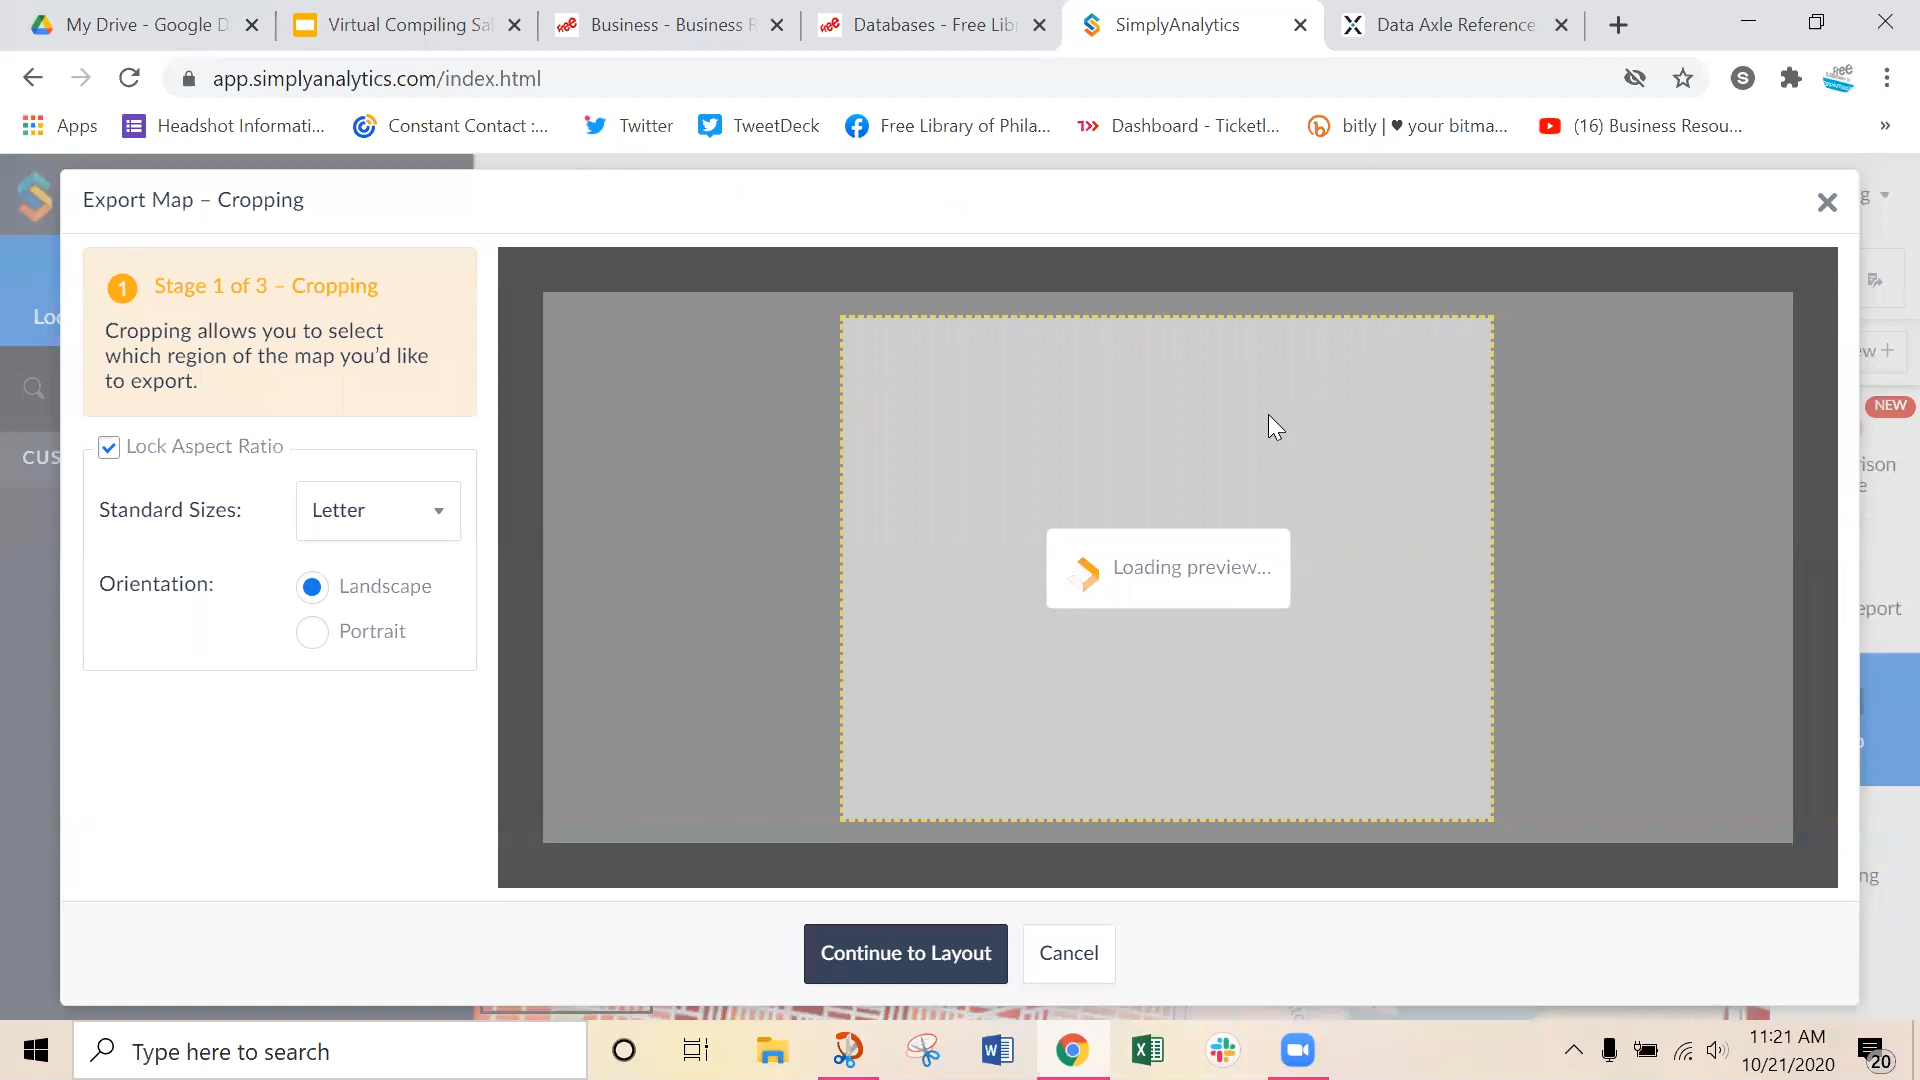 My Drive - Google D
Virtual Compiling Sal
Business - Business R
Databases - Free Libr
SimplyAnalytics
Data Axle Reference
app.simplyanalytics.com/index.html
S
Apps
Headshot Informati...
Constant Contact :...
Twitter
TweetDeck
Free Library of Phila...
Dashboard - Ticketl...
bitly | ♥ your bitma...
(16) Business Resou...
»
Export Map – Cropping
1 Stage 1 of 3 – Cropping
Cropping allows you to select
which region of the map you'd like
to export.
Lock Aspect Ratio
Standard Sizes:
Letter
Orientation:
Landscape
Portrait
Loading preview...
Continue to Layout
Cancel
Loc
CUS
g
ew +
NEW
ison
e
eport
ng
Type here to search
11:21 AM
10/21/2020
20